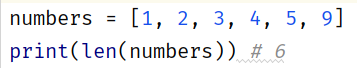 numbers = [1, 2, 3, 4, 5, 9]
print(len(numbers)) # 6